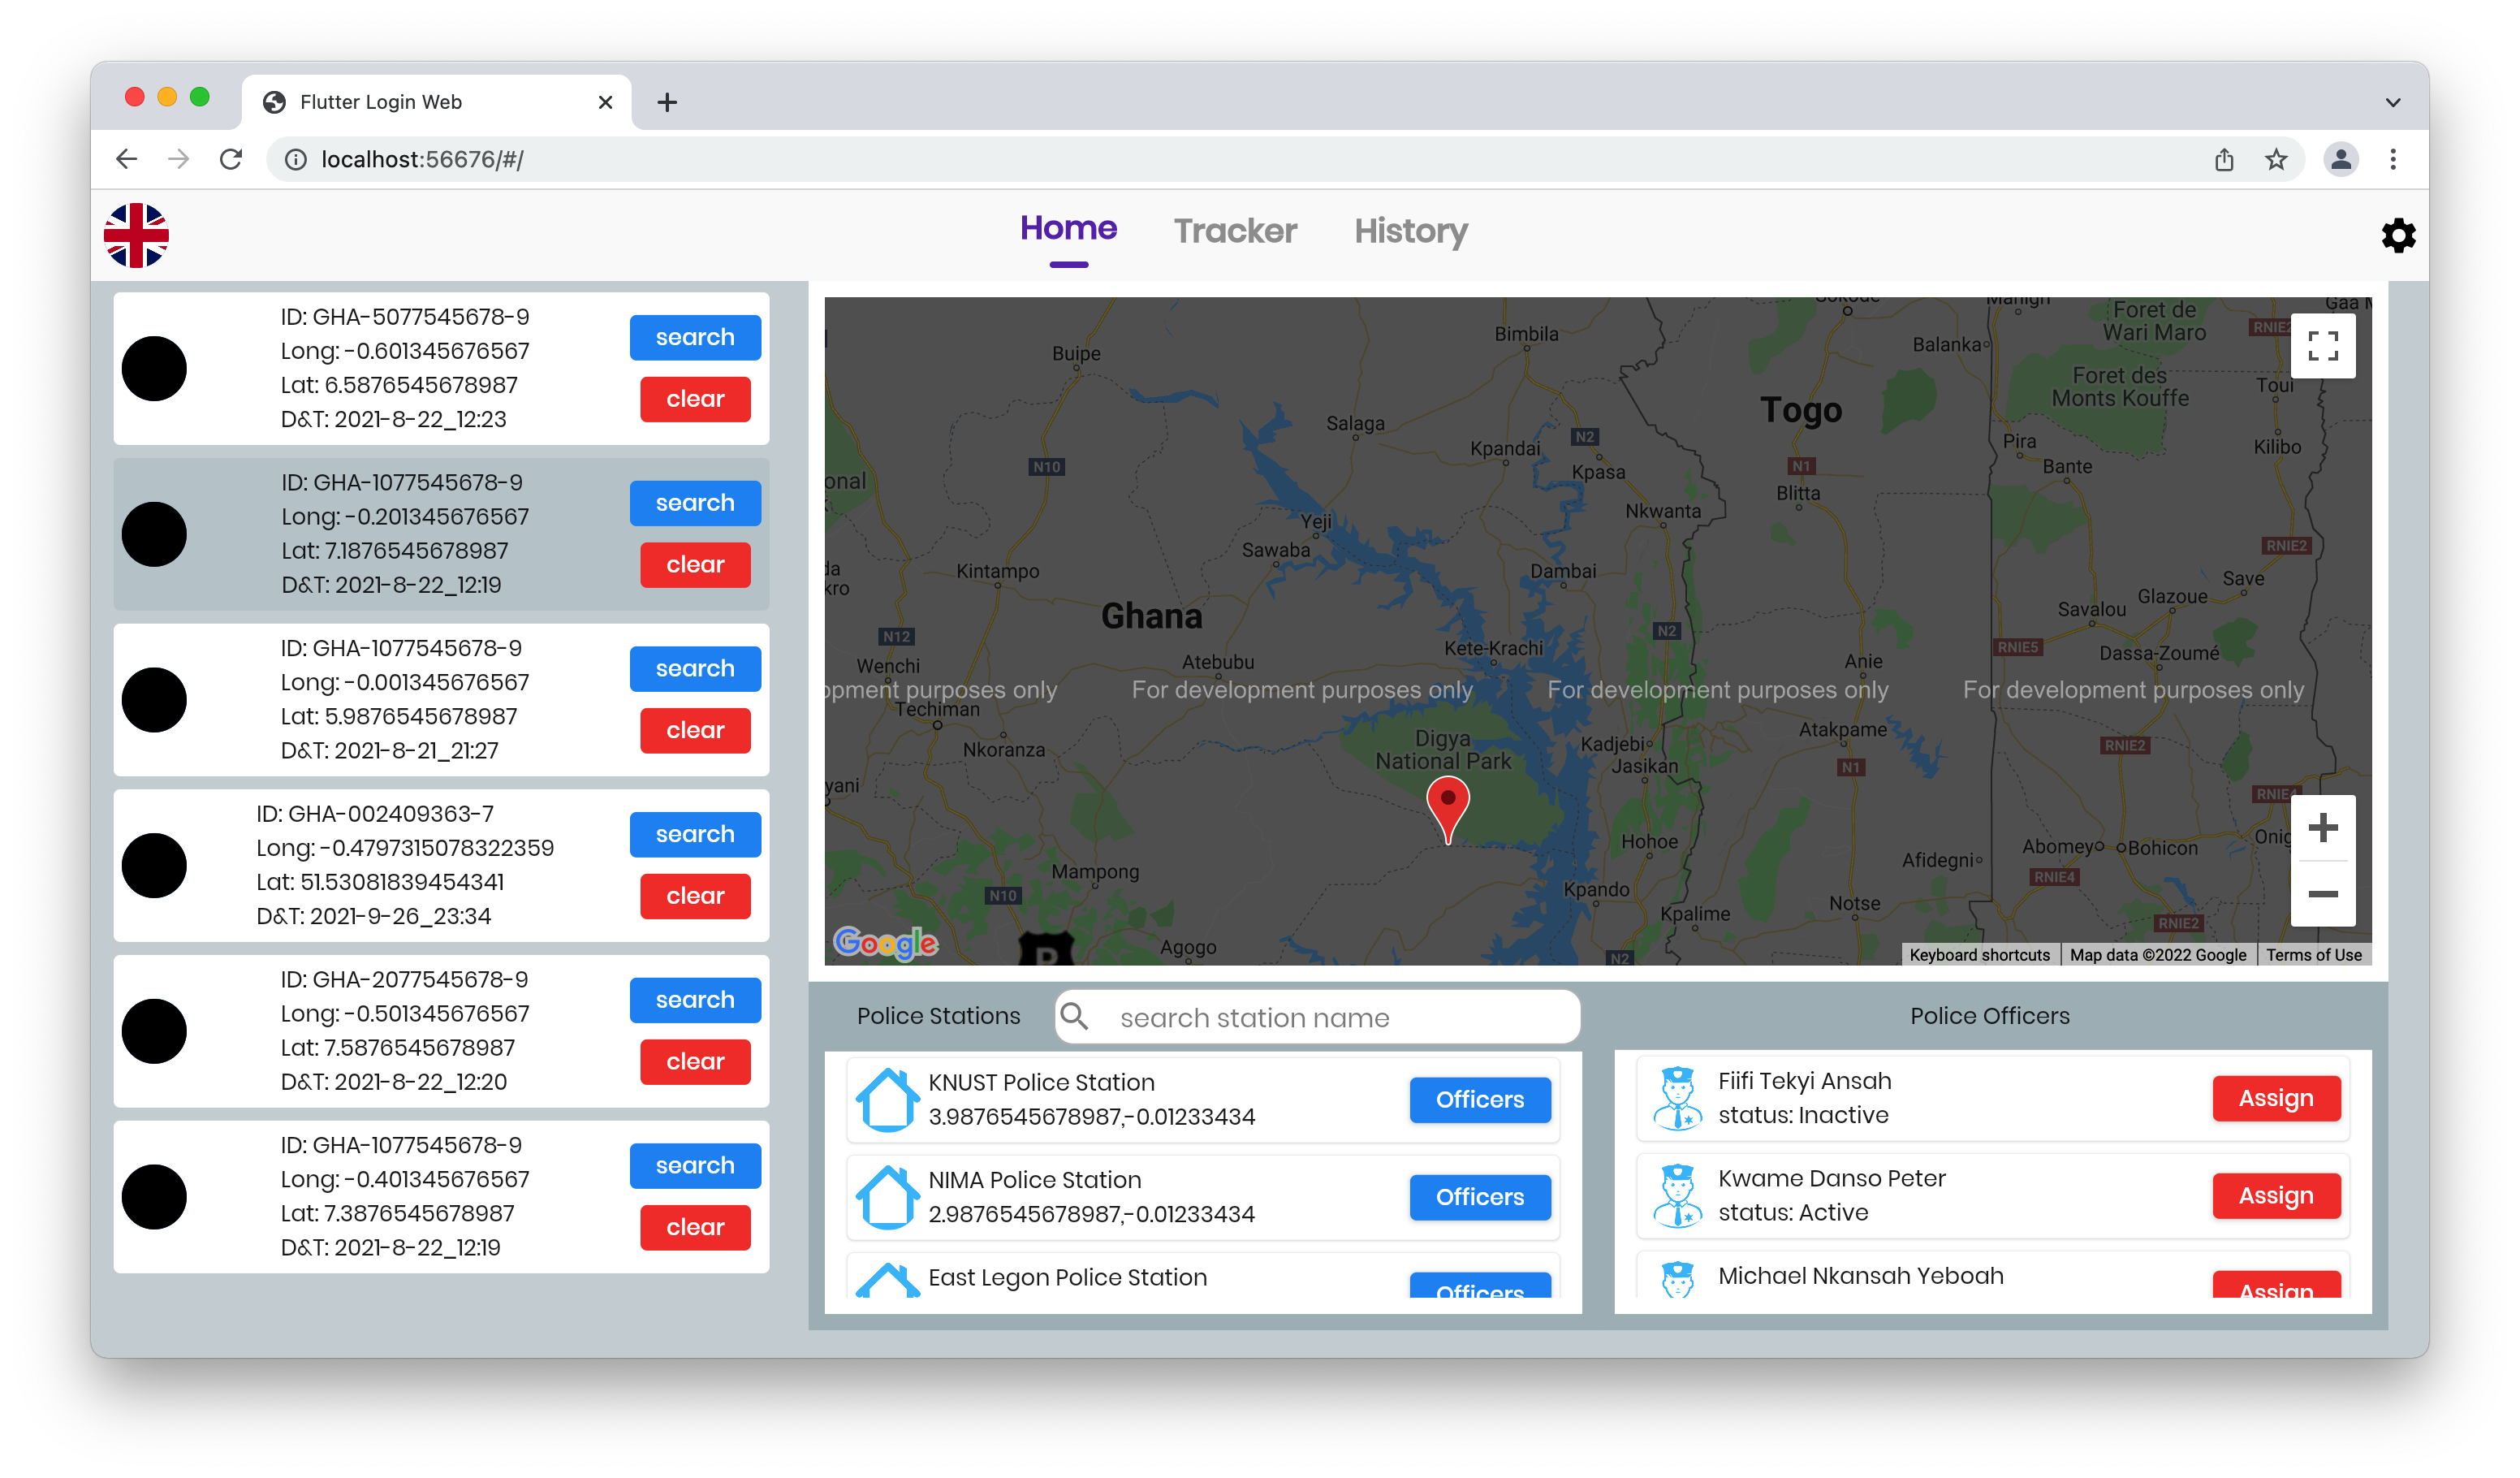 Flutter Login Web
localhost:56676/#/
Home
Tracker
History
ID: GHA-5077545678-9
Long: -0.601345676567
Lat: 6.5876545678987
D&T: 2021-8-22_12:23
search
clear
ID: GHA-1077545678-9
Long: -0.201345676567
Lat: 7.1876545678987
D&T: 2021-8-22_12:19
search
clear
ID: GHA-1077545678-9
Long: -0.001345676567
Lat: 5.9876545678987
D&T: 2021-8-21_21:27
search
clear
ID: GHA-002409363-7
Long: -0.4797315078322359
Lat: 51.53081839454341
D&T: 2021-9-26_23:34
search
clear
ID: GHA-2077545678-9
Long: -0.501345676567
Lat: 7.5876545678987
D&T: 2021-8-22_12:20
search
clear
ID: GHA-1077545678-9
Long: -0.401345676567
Lat: 7.3876545678987
D&T: 2021-8-22_12:19
search
clear
Foret de
Wari Maro
RNIE2
Bimbila
Balanka
Buipe
Foret des
Monts Kouffe
Toui
Togo
Salaga
N2
Pira
Kilibo
Kpandai
N10
N1
Bante
Kpasa
onal
Blitta
Nkwanta
Yeji
Sawaba
RNIE2
Kintampo
Dambai
da
kro
Save
Glazoue
Savalou
Ghana
N12
N2
RNIE5
Kete-Krachi
Dassa-Zoumé
Wenchi
Atebubu
Anie
opment purposes only
For development purposes only
For development purposes only
For development purposes only
Techiman
Atakpame
Digya
National Park
Nkoranza
Kadjebi
RNIE2
Jasikan
N1
yani
RNIE4
Hohoe
Abomey
Bohicon
Onig
Afidegni
Mampong
RNIE4
N10
Kpando
Notse
Kpalime
RNIE2
Agogo
N2
Google
Keyboard shortcuts
Map data ©2022 Google
Terms of Use
Police Stations
search station name
KNUST Police Station
3.9876545678987,-0.01233434
Officers
NIMA Police Station
2.9876545678987,-0.01233434
Officers
East Legon Police Station
Officers
Police Officers
Fiifi Tekyi Ansah
status: Inactive
Assign
Kwame Danso Peter
status: Active
Assign
Michael Nkansah Yeboah
Assign